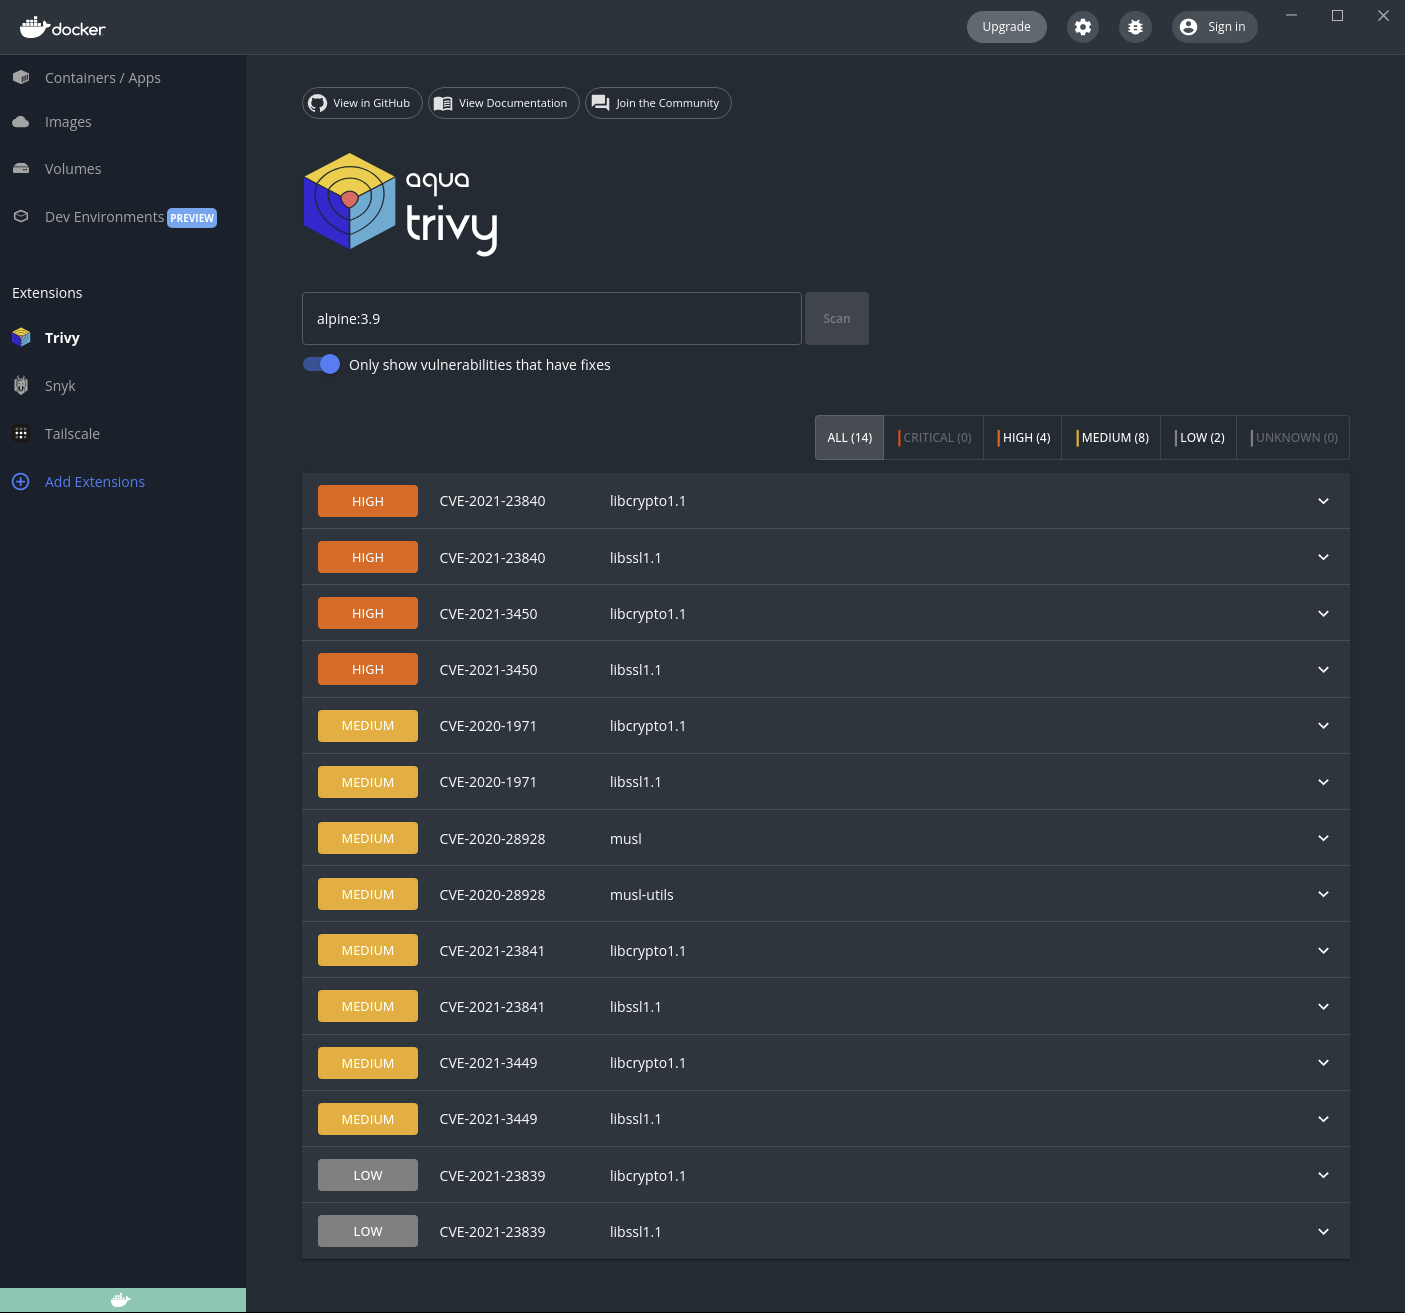 docker
Upgrade
Sign in
Containers / Apps
Images
Volumes
Dev Environments PREVIEW
Extensions
Trivy
Snyk
Tailscale
Add Extensions
View in GitHub
View Documentation
Join the Community
aqua
trivy
alpine:3.9
Scan
Only show vulnerabilities that have fixes
ALL (14) CRITICAL (0) HIGH (4) MEDIUM (8) LOW (2) UNKNOWN (0)
HIGH CVE-2021-23840 libcrypto1.1
HIGH CVE-2021-23840 libssl1.1
HIGH CVE-2021-3450 libcrypto1.1
HIGH CVE-2021-3450 libssl1.1
MEDIUM CVE-2020-1971 libcrypto1.1
MEDIUM CVE-2020-1971 libssl1.1
MEDIUM CVE-2020-28928 musl
MEDIUM CVE-2020-28928 musl-utils
MEDIUM CVE-2021-23841 libcrypto1.1
MEDIUM CVE-2021-23841 libssl1.1
MEDIUM CVE-2021-3449 libcrypto1.1
MEDIUM CVE-2021-3449 libssl1.1
LOW CVE-2021-23839 libcrypto1.1
LOW CVE-2021-23839 libssl1.1